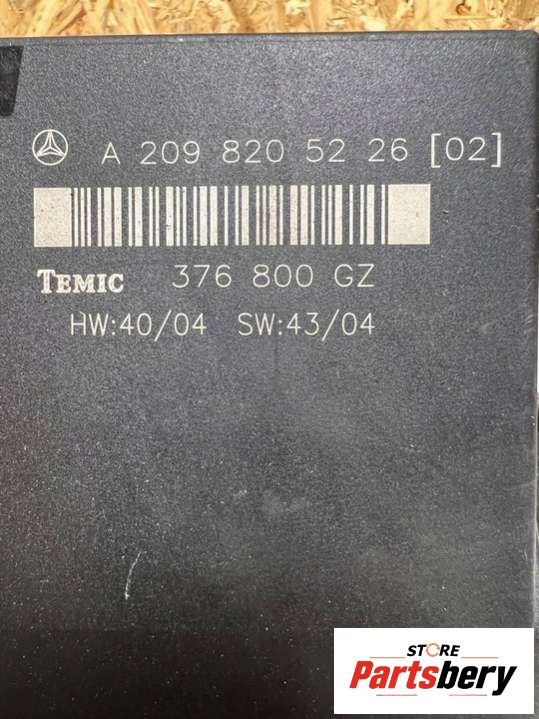 A 209 820 52 26 [02]
TEMIC 376 800 GZ
HW:40/04 SW:43/04
STORE
Partsbery